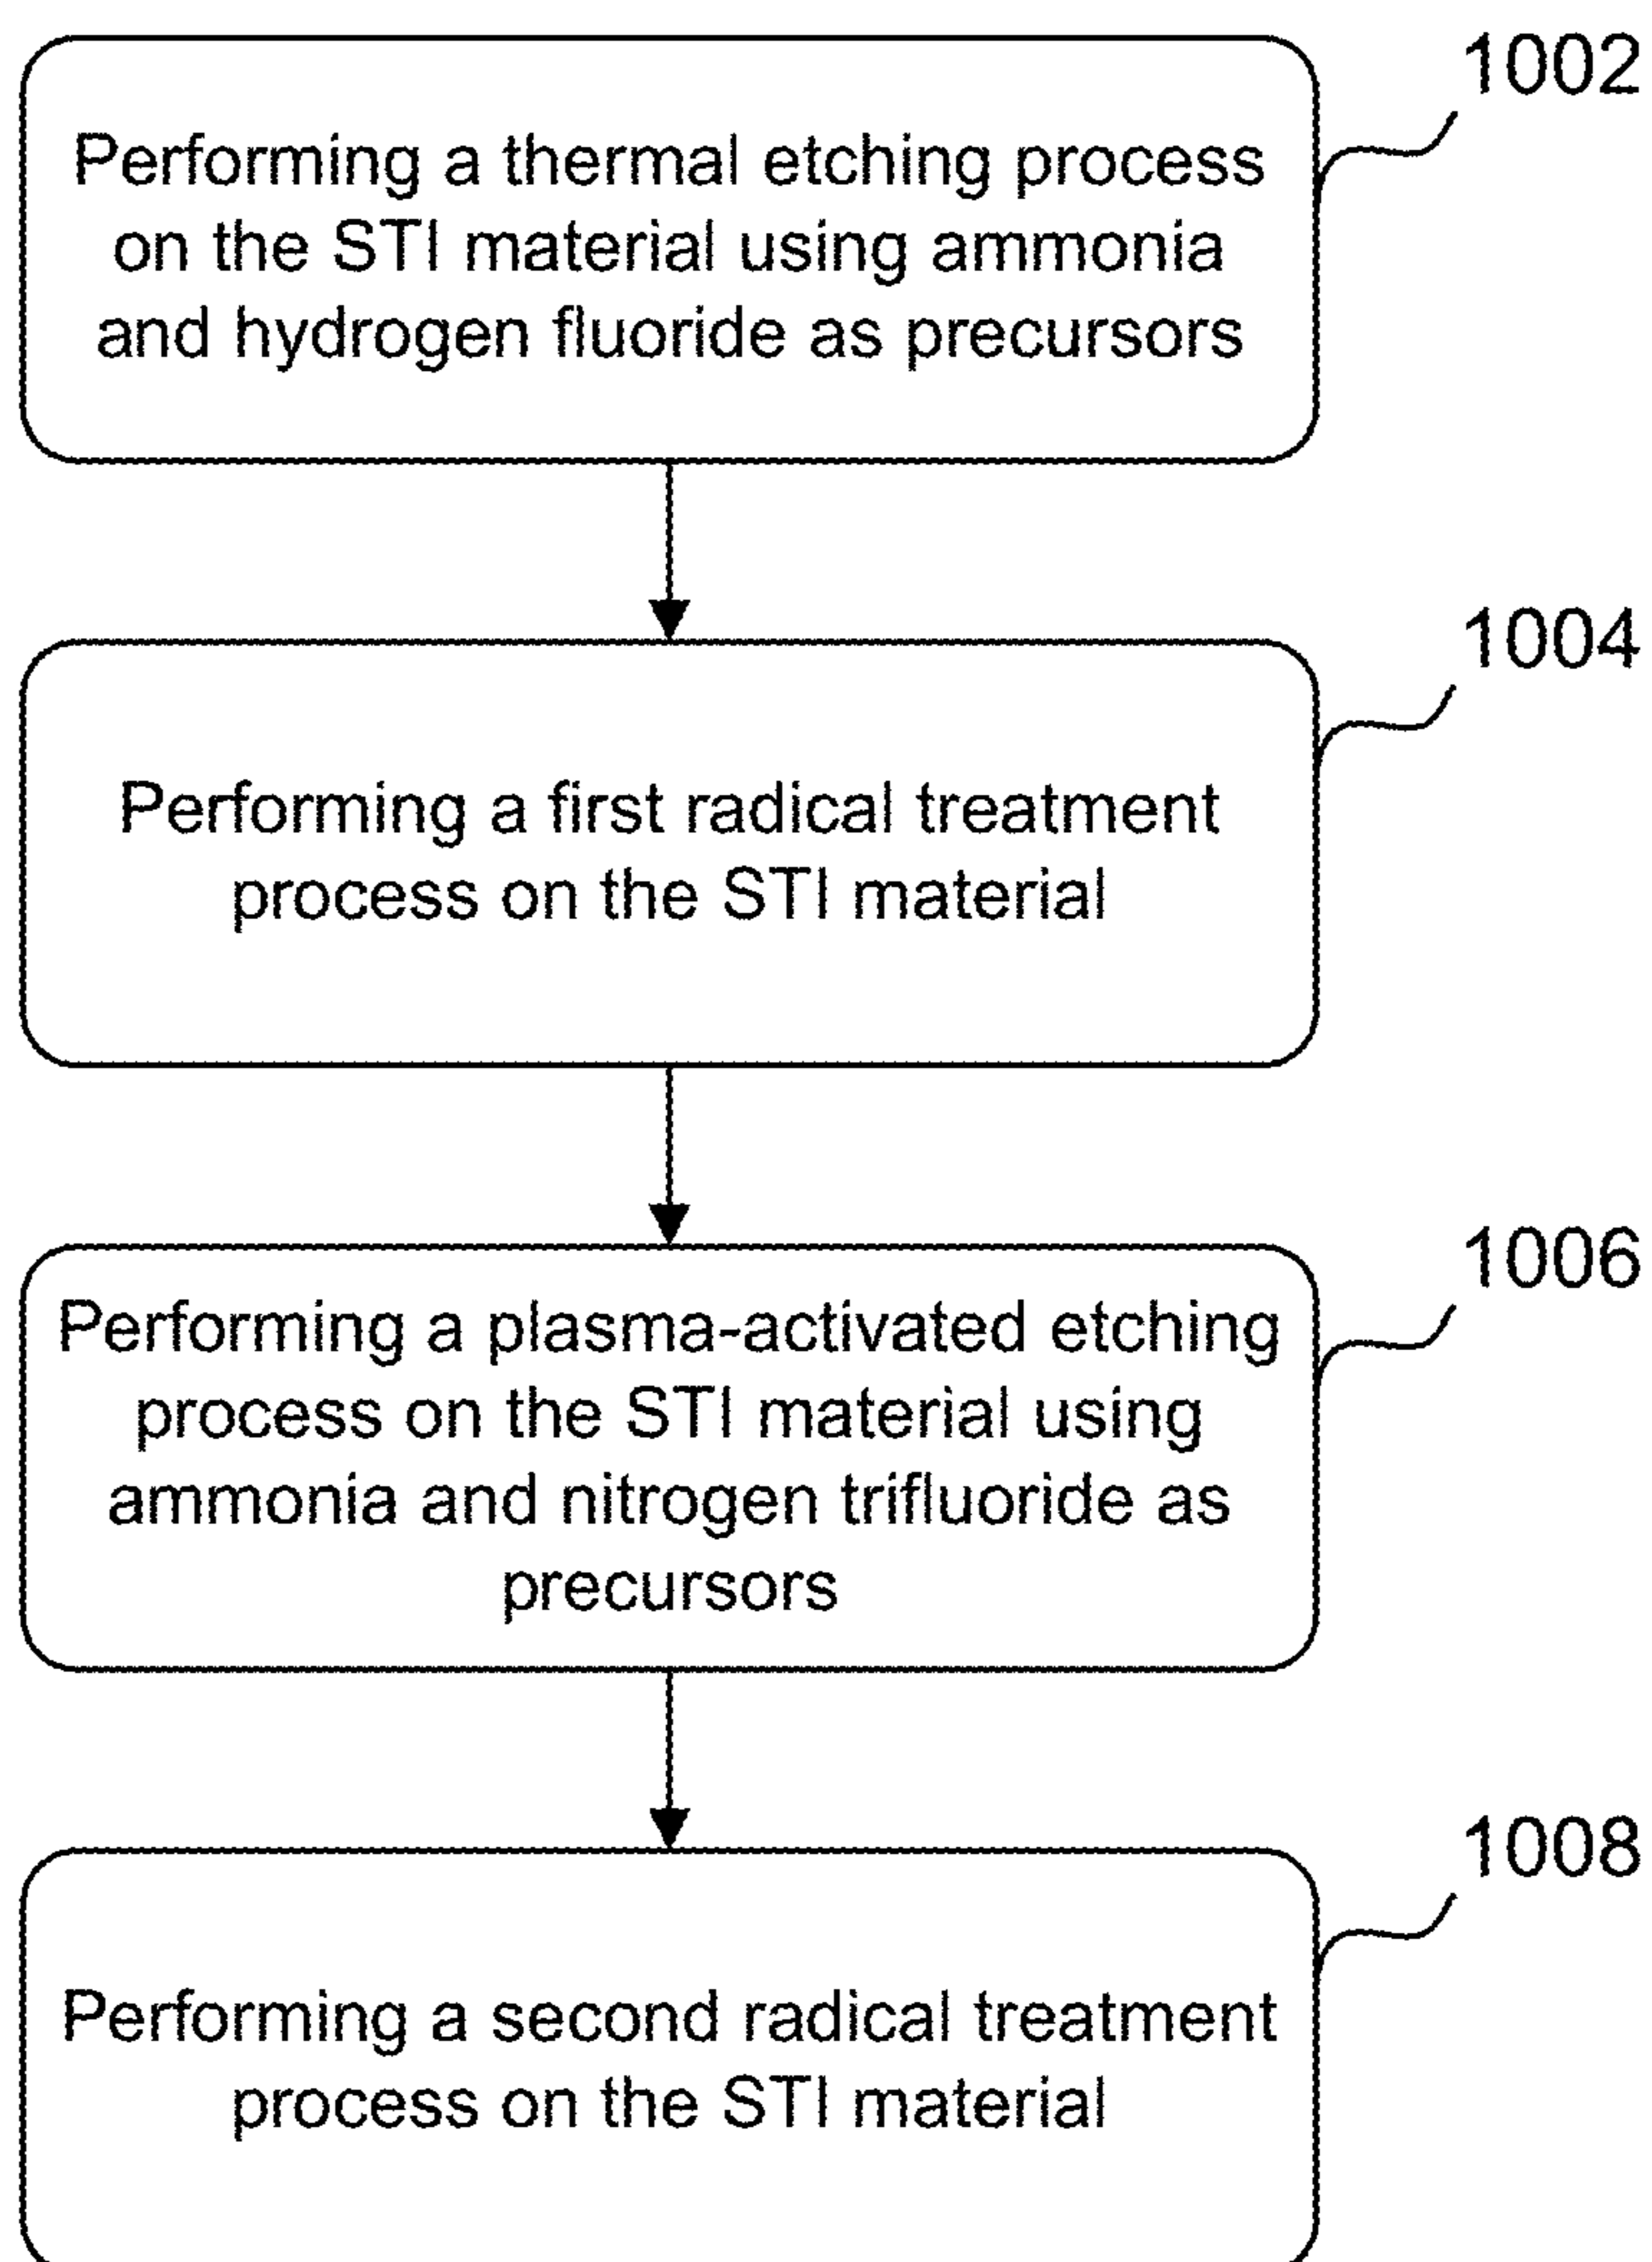 1002
Performing a thermal etching process
on the STI material using ammonia
and hydrogen fluoride as precursors
1004
Performing a first radical treatment
process on the STI material
1006
Performing a plasma-activated etching
process on the STI material using
ammonia and nitrogen trifluoride as
precursors
1008
Performing a second radical treatment
process on the STI material